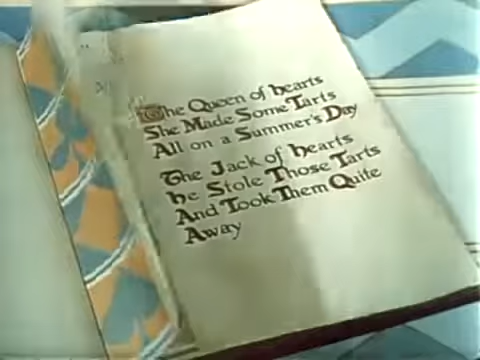 The Queen of hearts
She Made Some Tarts
All on a Summer's Day
The Jack of hearts
he Stole Those Tarts
And Took Them Quite
Away